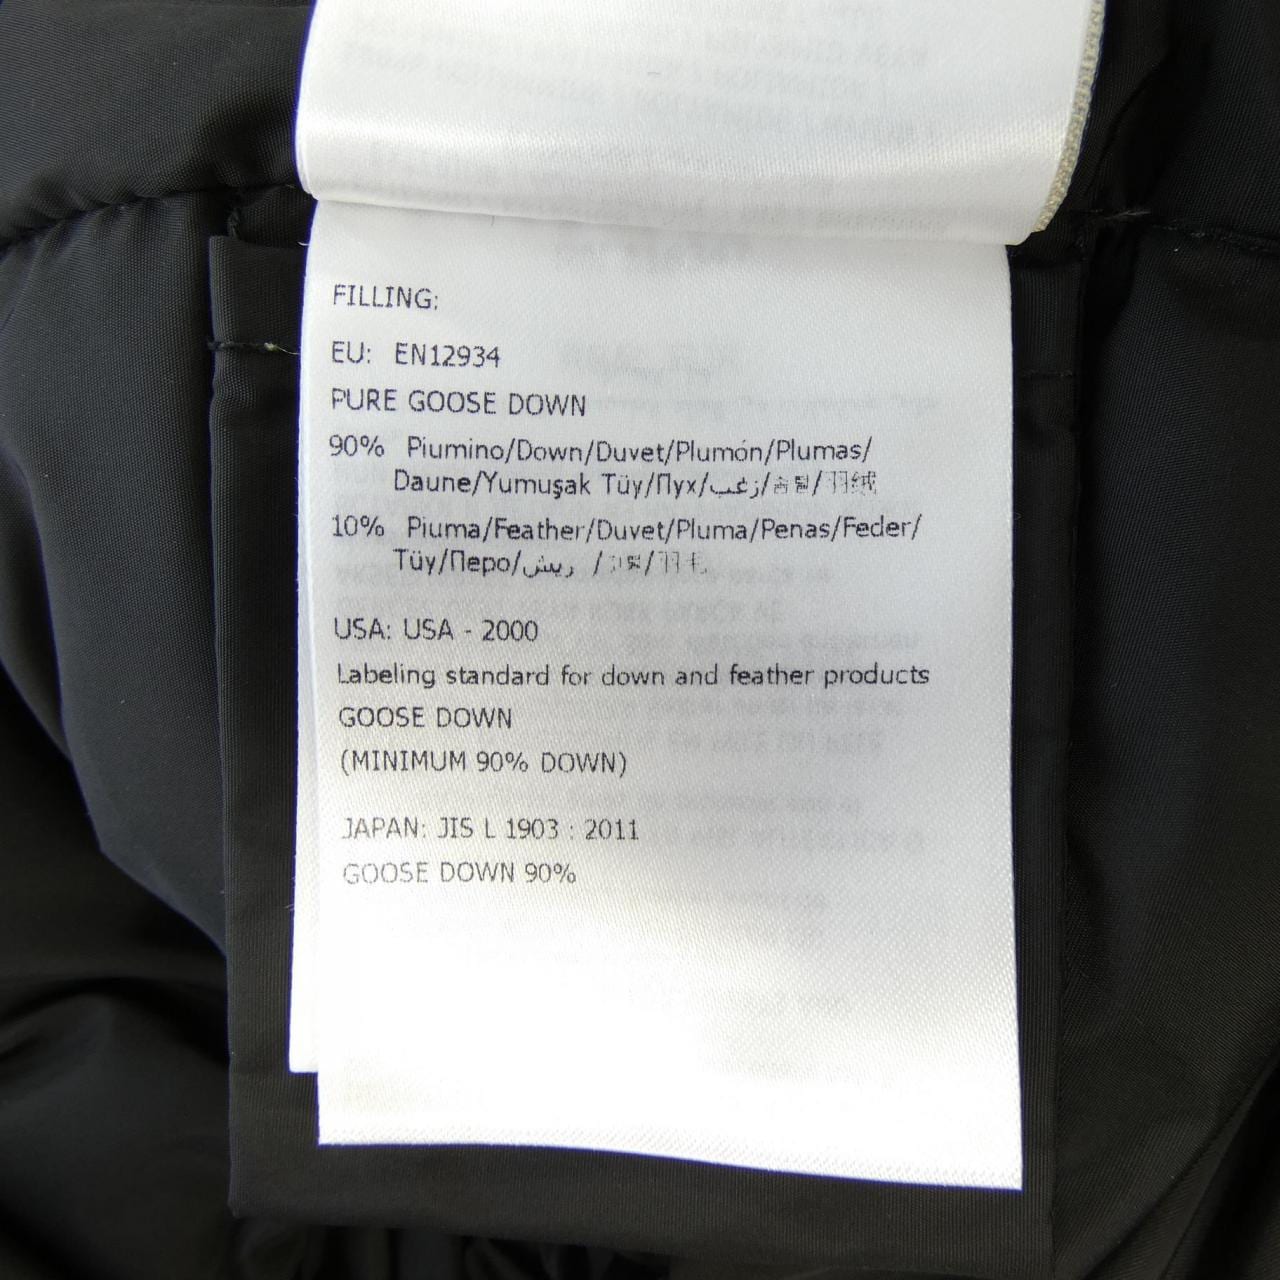 FILLING:
EU: EN12934
PURE GOOSE DOWN
90% Piumino/Down/Duvet/Plumón/Plumas/
Daune/Yumuşak Tüy/Пух/زغب/솜털/羽绒
10% Piuma/Feather/Duvet/Pluma/Penas/Feder/
Tüy/Перо/ريش /깃털/羽毛
USA: USA - 2000
Labeling standard for down and feather products
GOOSE DOWN
(MINIMUM 90% DOWN)
JAPAN: JIS L 1903 : 2011
GOOSE DOWN 90%